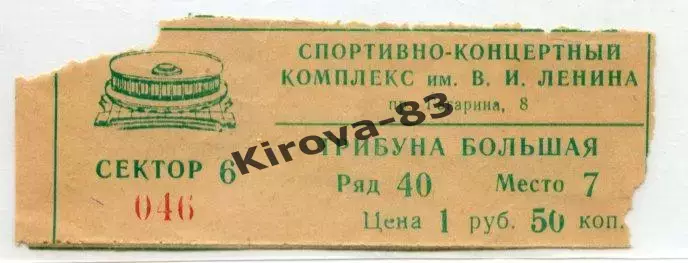 СПОРТИВНО-КОНЦЕРТНЫЙ
КОМПЛЕКС им. В. И. ЛЕНИНА
пр. Гагарина, 8
СЕКТОР 6
046
ТРИБУНА БОЛЬШАЯ
Ряд 40 Место 7
Цена 1 руб. 50 коп.
Kirova-83